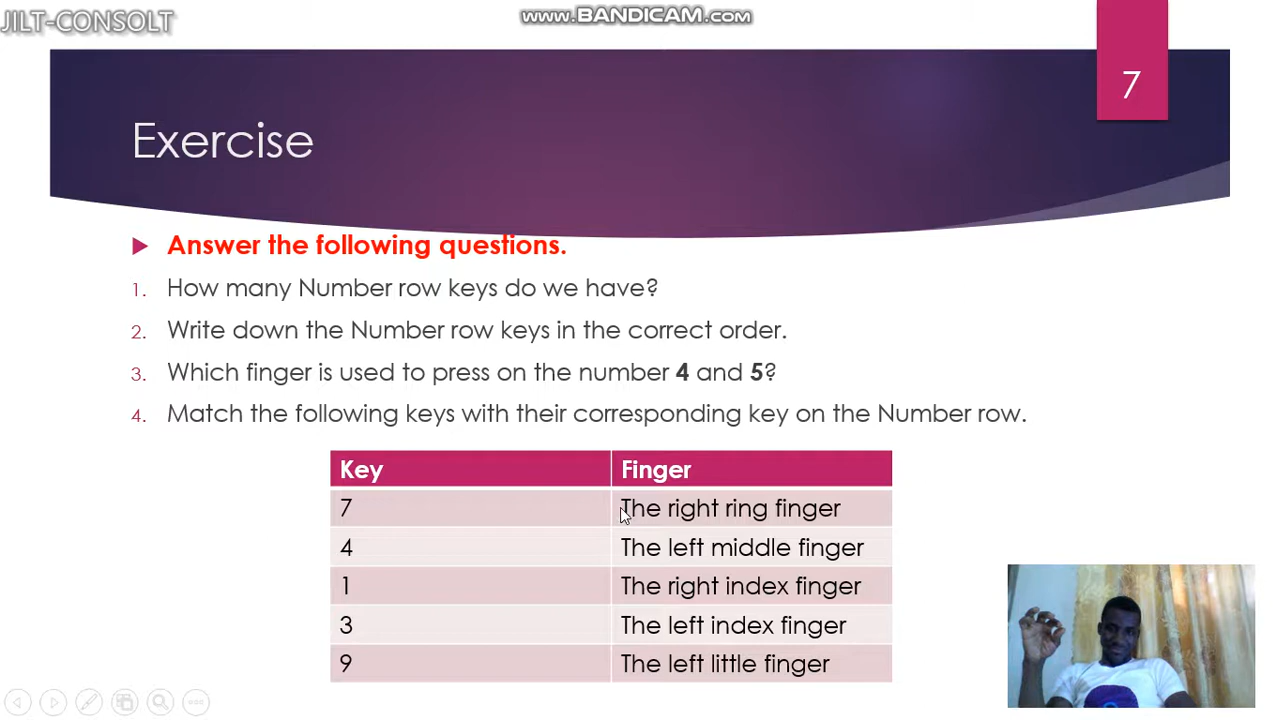 JILT-CONSOLT
www.BANDICAM.com
7
Exercise
Answer the following questions.
1. How many Number row keys do we have?
2. Write down the Number row keys in the correct order.
3. Which finger is used to press on the number 4 and 5?
4. Match the following keys with their corresponding key on the Number row.
Key Finger
7 The right ring finger
4 The left middle finger
1 The right index finger
3 The left index finger
9 The left little finger